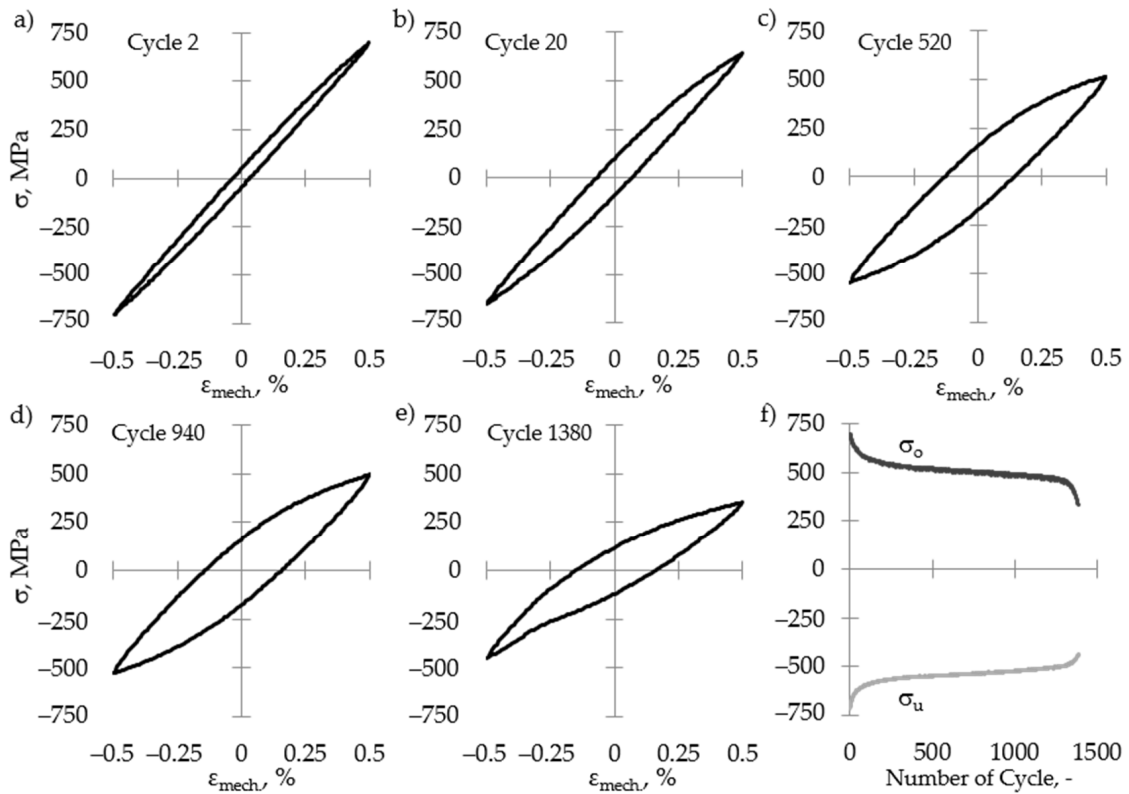 a)
Cycle 2
750
500
250
0
–250
–500
–750
σ, MPa
–0.5 –0.25 0 0.25 0.5
εmech., %
b)
Cycle 20
750
500
250
0
–250
–500
–750
–0.5 –0.25 0 0.25 0.5
εmech., %
c)
Cycle 520
750
500
250
0
–250
–500
–750
–0.5 –0.25 0 0.25 0.5
εmech., %
d)
Cycle 940
750
500
250
0
–250
–500
–750
σ, MPa
–0.5 –0.25 0 0.25 0.5
εmech., %
e)
Cycle 1380
750
500
250
0
–250
–500
–750
–0.5 –0.25 0 0.25 0.5
εmech., %
f)
750
500
250
0
–250
–500
–750
σo
σu
0 500 1000 1500
Number of Cycle, -